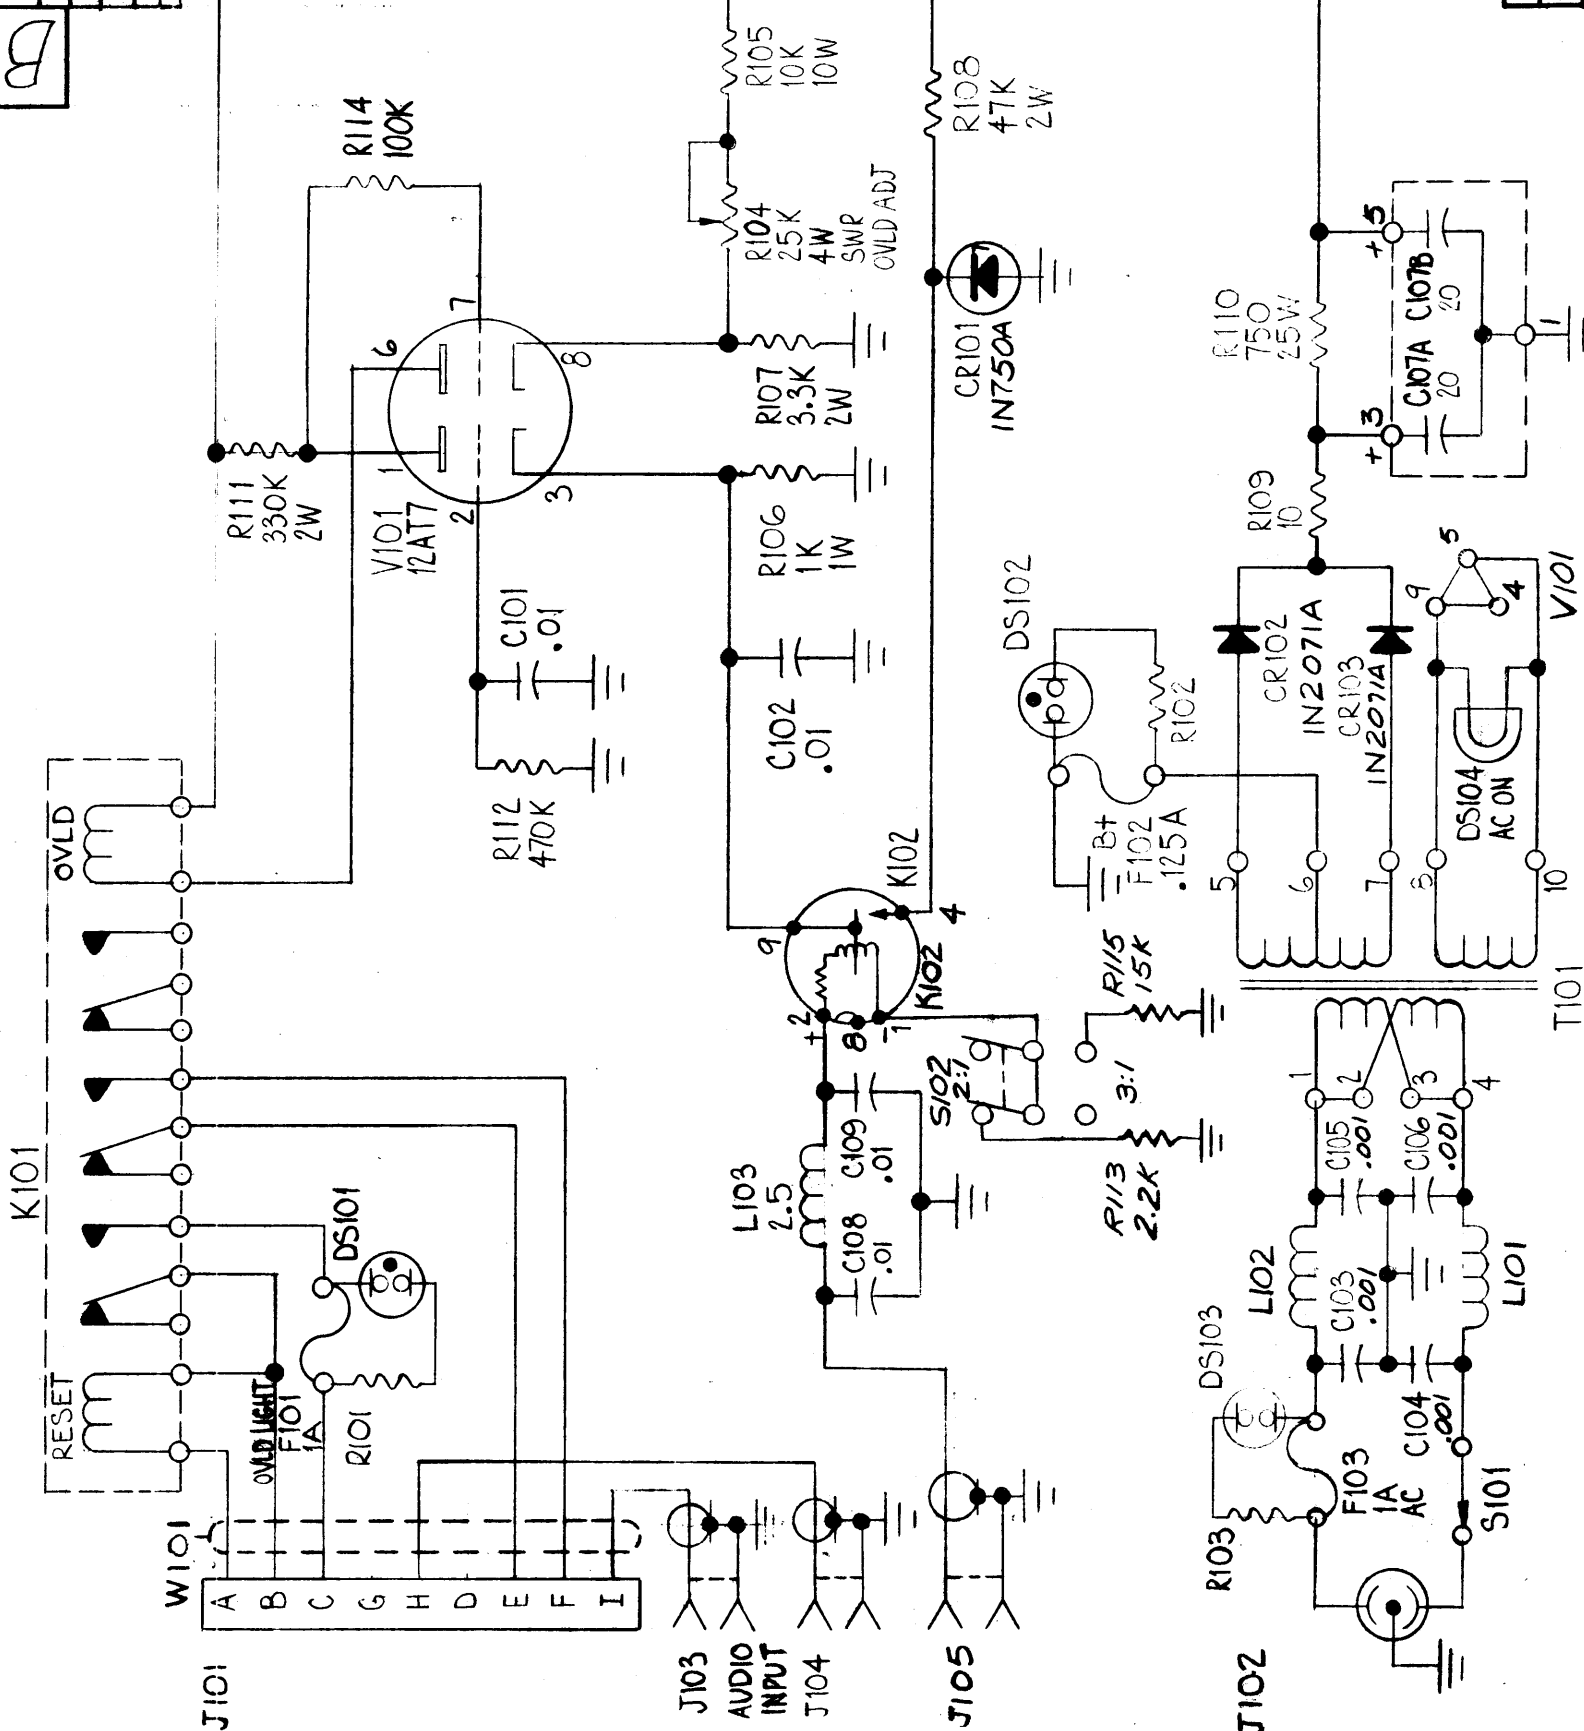 B
K101
RESET
OVLD
R114
100K
R111
330K
2W
V101
12AT7
1
6
7
2
3
8
C101
.01
R112
470K
R105
10K
10W
R104
25K
4W
SWR
OVLD ADJ
R107
3.3K
2W
R106
1K
1W
C102
.01
R108
47K
2W
CR101
1N750A
K102
K102
9
4
+2
8
-1
DS101
OVLD LIGHT
F101
1A
R101
W101
J101
A
B
C
G
H
D
E
F
I
J103
AUDIO
INPUT
J104
J105
L103
2.5
C109
.01
C108
.01
S102
2:1
3:1
R115
15K
R113
2.2K
DS102
R102
B+
F102
.125A
R110
750
25W
R109
10
C107A
20
C107B
20
+
3
+
5
1
CR102
1N2071A
CR103
1N2071A
DS104
AC ON
V101
9
5
4
5
6
7
8
10
T101
1
2
3
4
C105
.001
C106
.001
L102
L101
C103
.001
C104
.001
DS103
R103
F103
1A
AC
S101
J102